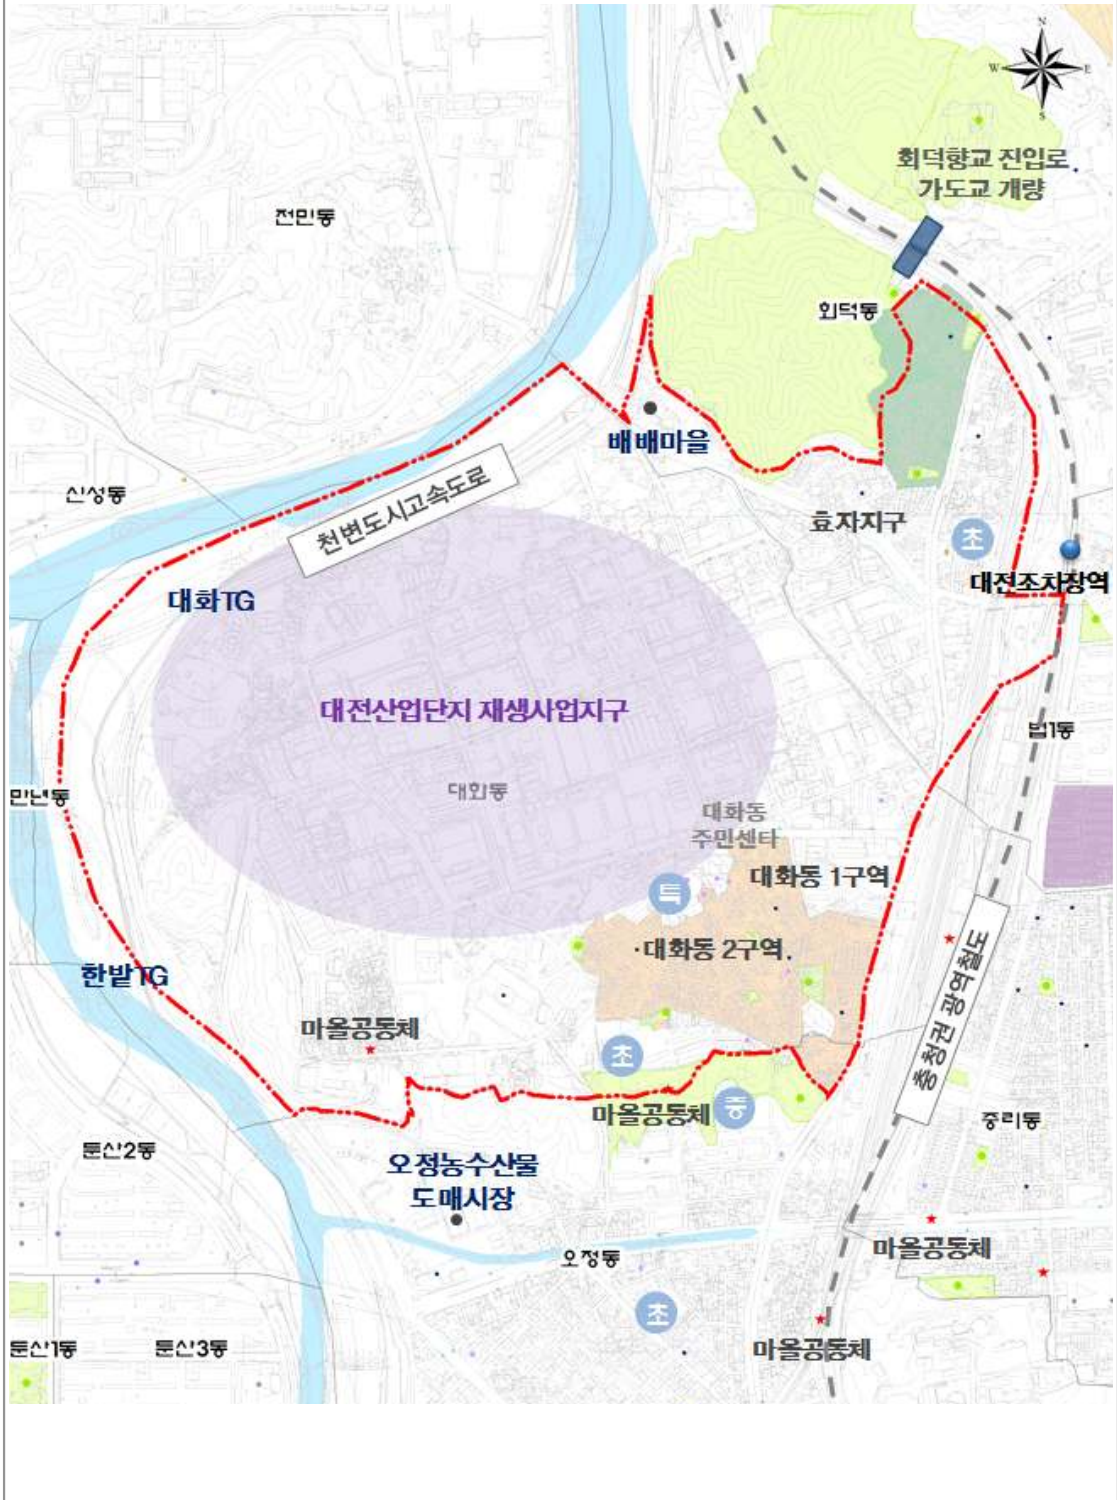 N
W
E
S
회덕향교 진입로
가도교 개량
전민동
회덕동
배배마을
천변도시고속도로
신성동
효자지구
초
대전조차장역
대화TG
대전산업단지 재생사업지구
법1동
대화동
만년동
대화동
주민센타
대화동 1구역
특
대화동 2구역
한밭TG
충청권 광역철도
마을공동체
초
마을공동체
중
중리동
둔산2동
오정농수산물
도매시장
마을공동체
오정동
초
둔산1동
둔산3동
마을공동체